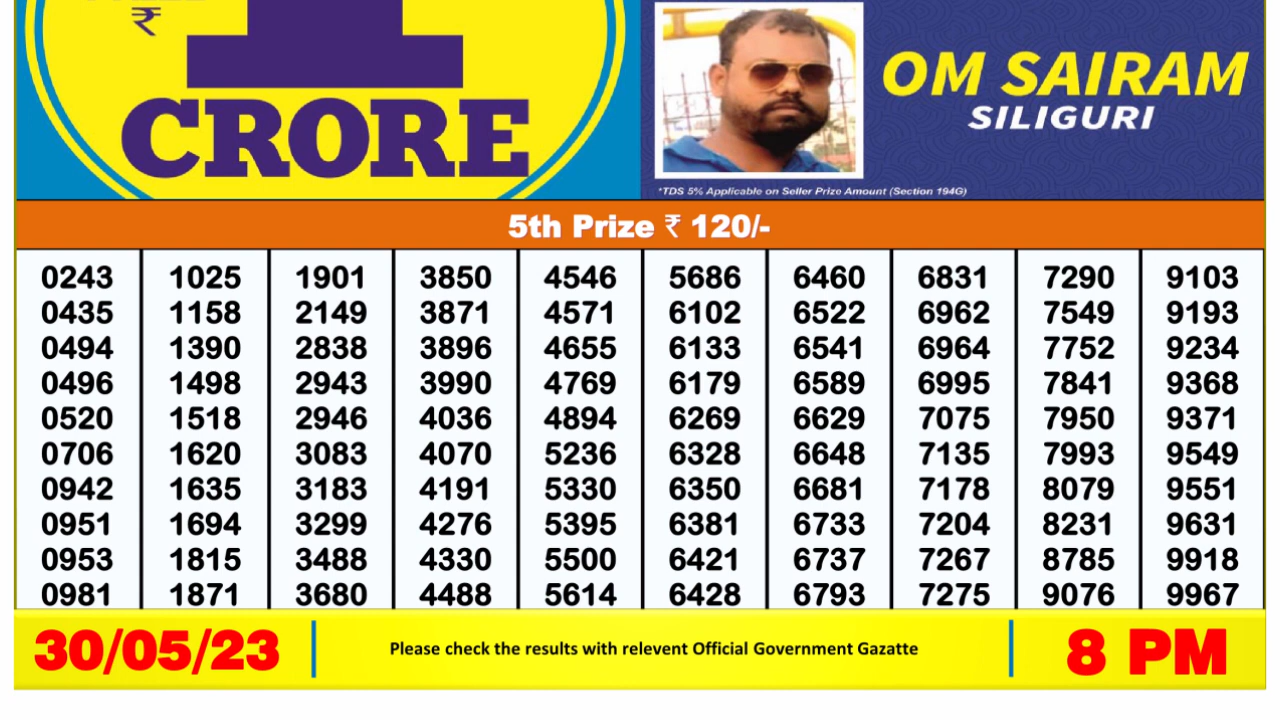 ₹
1
CRORE
OM SAIRAM
SILIGURI
*TDS 5% Applicable on Seller Prize Amount (Section 194G)
5th Prize ₹ 120/-
0243 1025 1901 3850 4546 5686 6460 6831 7290 9103
0435 1158 2149 3871 4571 6102 6522 6962 7549 9193
0494 1390 2838 3896 4655 6133 6541 6964 7752 9234
0496 1498 2943 3990 4769 6179 6589 6995 7841 9368
0520 1518 2946 4036 4894 6269 6629 7075 7950 9371
0706 1620 3083 4070 5236 6328 6648 7135 7993 9549
0942 1635 3183 4191 5330 6350 6681 7178 8079 9551
0951 1694 3299 4276 5395 6381 6733 7204 8231 9631
0953 1815 3488 4330 5500 6421 6737 7267 8785 9918
0981 1871 3680 4488 5614 6428 6793 7275 9076 9967
30/05/23 Please check the results with relevent Official Government Gazatte 8 PM